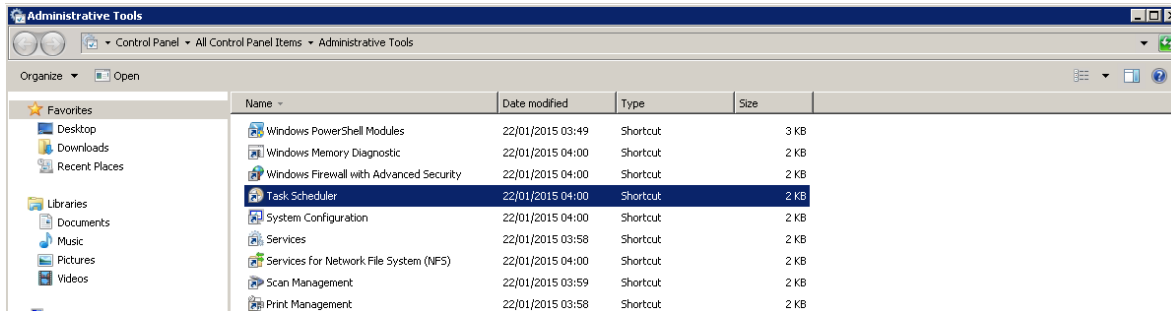 Administrative Tools
Control Panel All Control Panel Items Administrative Tools
Organize Open
Name Date modified Type Size
Favorites
Desktop
Downloads
Recent Places
Libraries
Documents
Music
Pictures
Videos
Windows PowerShell Modules 22/01/2015 03:49 Shortcut 3 KB
Windows Memory Diagnostic 22/01/2015 04:00 Shortcut 2 KB
Windows Firewall with Advanced Security 22/01/2015 04:00 Shortcut 2 KB
Task Scheduler 22/01/2015 04:00 Shortcut 2 KB
System Configuration 22/01/2015 04:00 Shortcut 2 KB
Services 22/01/2015 03:58 Shortcut 2 KB
Services for Network File System (NFS) 22/01/2015 04:00 Shortcut 2 KB
Scan Management 22/01/2015 03:59 Shortcut 2 KB
Print Management 22/01/2015 03:58 Shortcut 2 KB